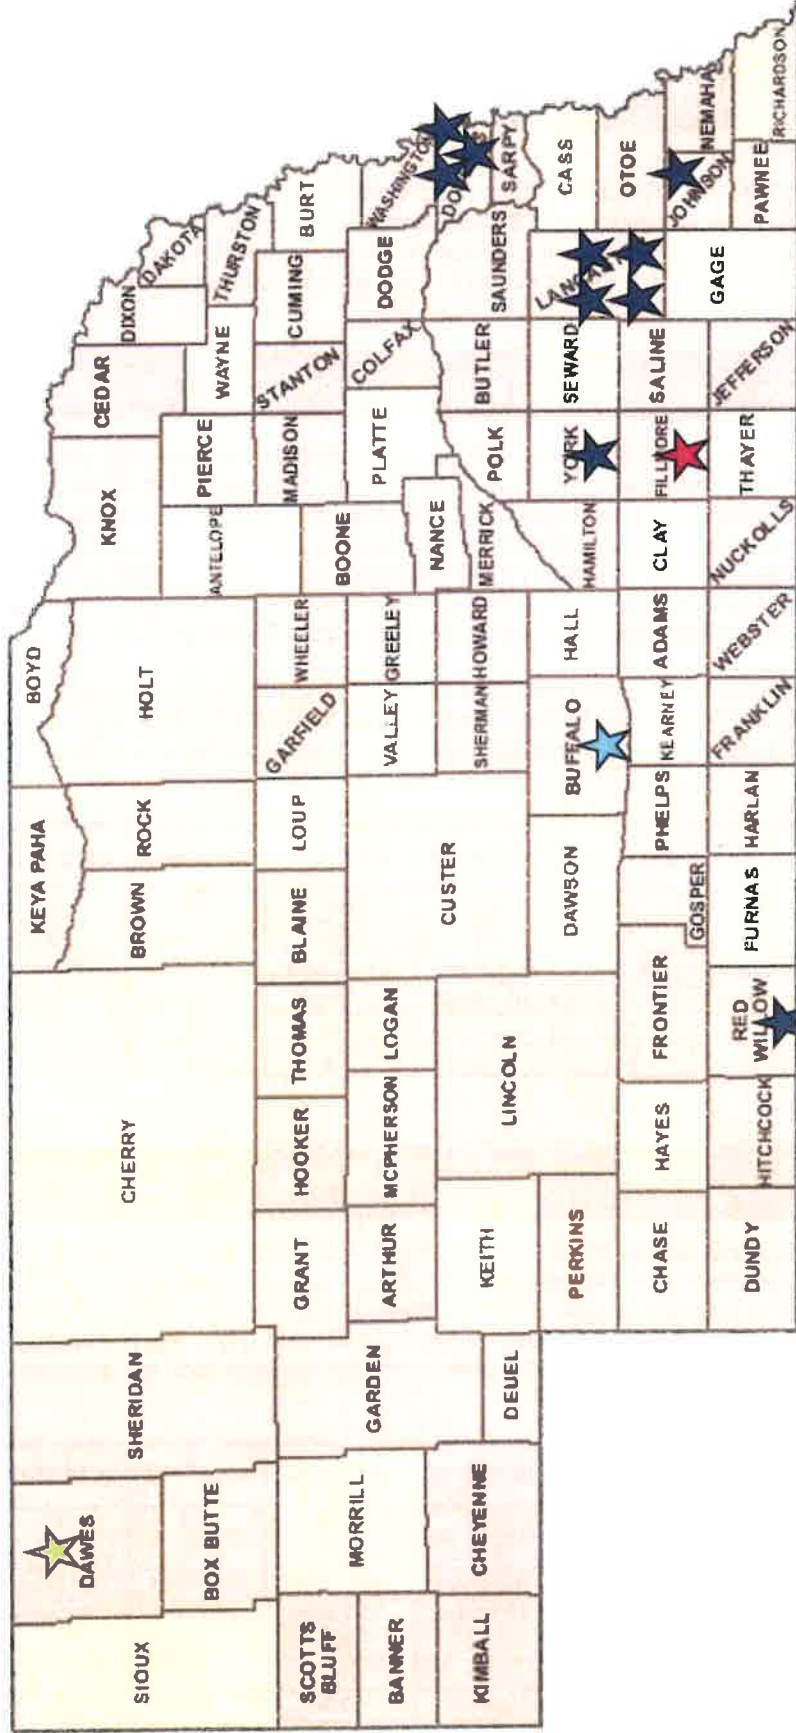 SIOUX
DAWES
BOX BUTTE
SHERIDAN
SCOTTS
BLUFF
BANNER
KIMBALL
MORRILL
CHEYENNE
GARDEN
DEUEL
CHERRY
GRANT
HOOKER
THOMAS
ARTHUR
MCPHERSON
LOGAN
KEITH
LINCOLN
PERKINS
CHASE
HAYES
FRONTIER
DUNDY
HITCHCOCK
RED
WILLOW
KEYA PAHA
BROWN
ROCK
BLAINE
LOUP
CUSTER
DAWSON
GOSPER
FURNAS
PHELPS
HARLAN
BOYD
HOLT
GARFIELD
WHEELER
VALLEY
GREELEY
SHERMAN
HOWARD
BUFFALO
HALL
KEARNEY
ADAMS
FRANKLIN
WEBSTER
KNOX
CEDAR
DIXON
DAKOTA
ANTELOPE
PIERCE
WAYNE
THURSTON
BOONE
MADISON
STANTON
CUMING
BURT
NANCE
PLATTE
COLFAX
DODGE
WASHINGTON
MERRICK
POLK
BUTLER
SAUNDERS
SARPY
HAMILTON
YORK
SEWARD
CASS
CLAY
FILLMORE
SALINE
OTOE
NUCKOLLS
THAYER
JEFFERSON
GAGE
JOHNSON
NEMAHA
PAWNEE
RICHARDSON